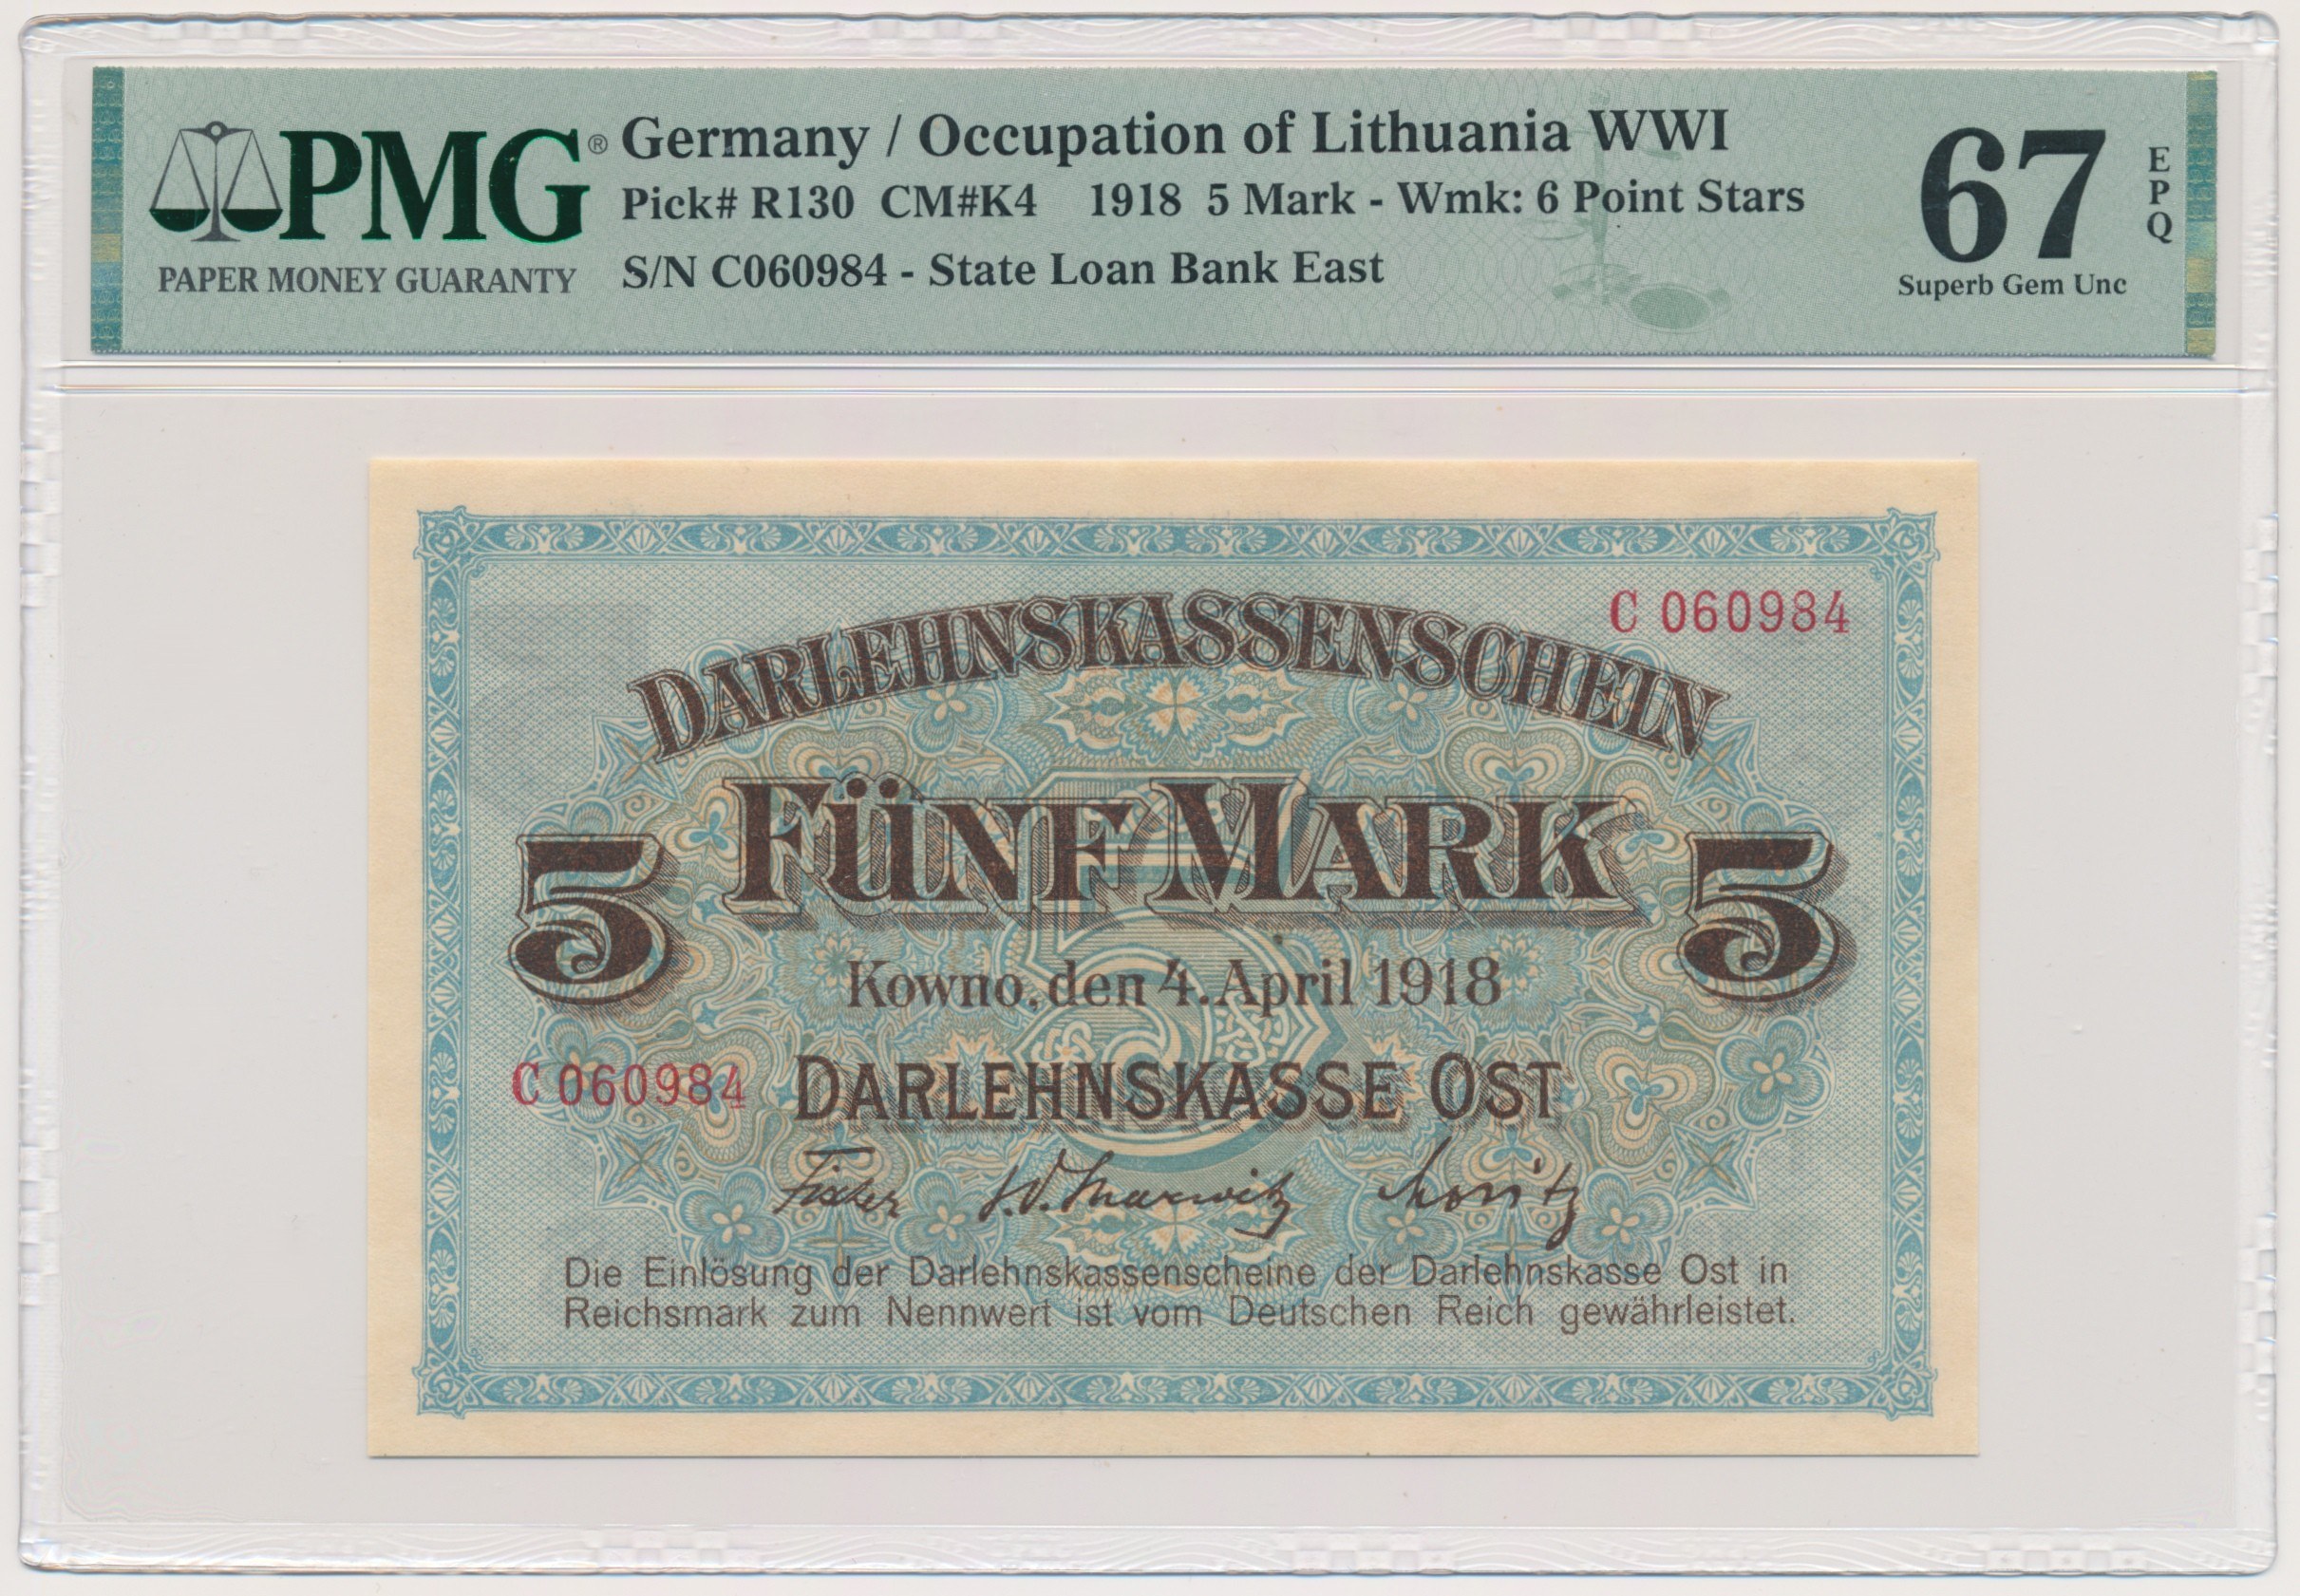 PMG®
PAPER MONEY GUARANTY
Germany / Occupation of Lithuania WWI
Pick# R130 CM#K4 1918 5 Mark - Wmk: 6 Point Stars
S/N C060984 - State Loan Bank East
67
EPQ
Superb Gem Unc
C 060984
DARLEHNSKASSENSCHEIN
FÜNF MARK
5 5
Kowno, den 4. April 1918
C 060984
DARLEHNSKASSE OST
Fischer S.V. Marwitz Moritz
Die Einlösung der Darlehnskassenscheine der Darlehnskasse Ost in
Reichsmark zum Nennwert ist vom Deutschen Reich gewährleistet.